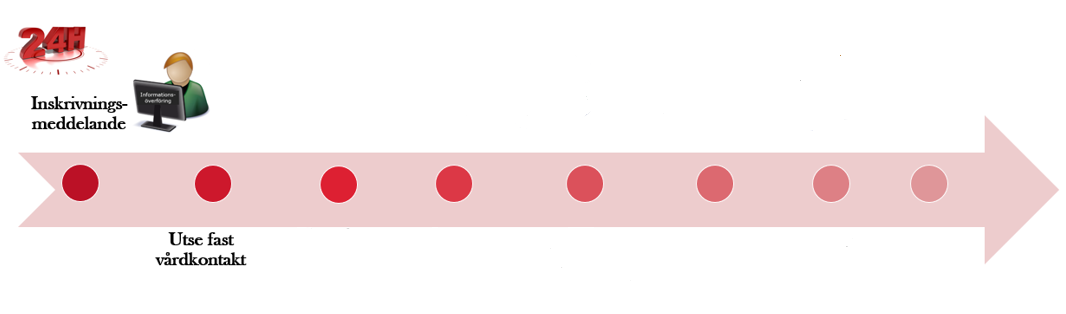 24H
Inskrivnings-
meddelande
Informations-
överföring
Utse fast
vårdkontakt